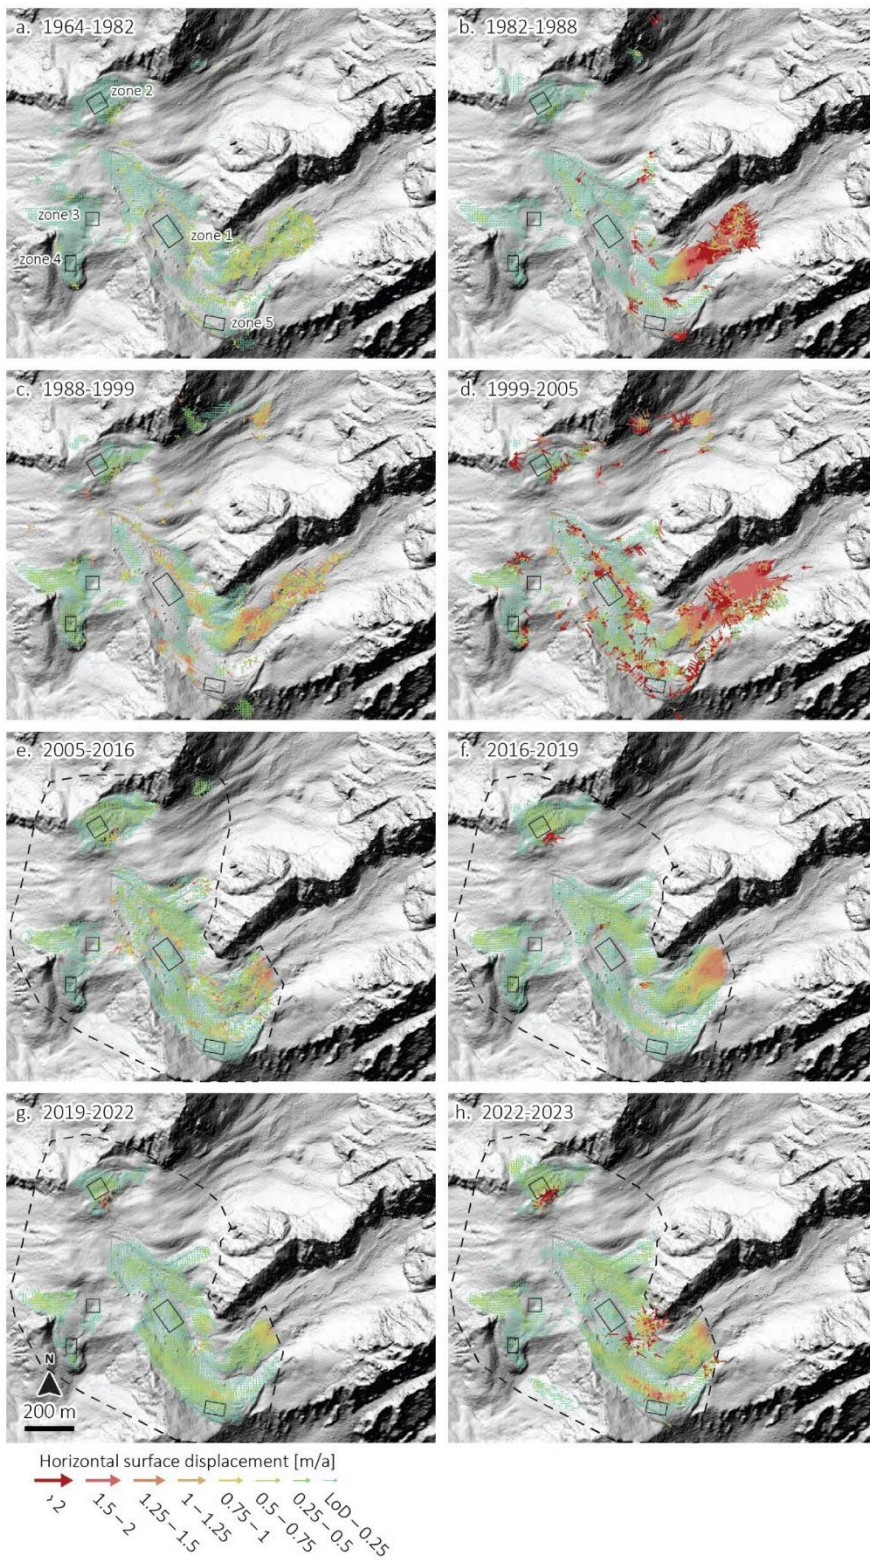 a. 1964-1982
b. 1982-1988
zone 2
zone 3
zone 1
zone 4
zone 5
c. 1988-1999
d. 1999-2005
e. 2005-2016
f. 2016-2019
g. 2019-2022
h. 2022-2023
N
200 m
Horizontal surface displacement [m/a]
› 2
1.5 – 2
1.25 – 1.5
1 – 1.25
0.75 – 1
0.5 – 0.75
0.25 – 0.5
LoD – 0.25